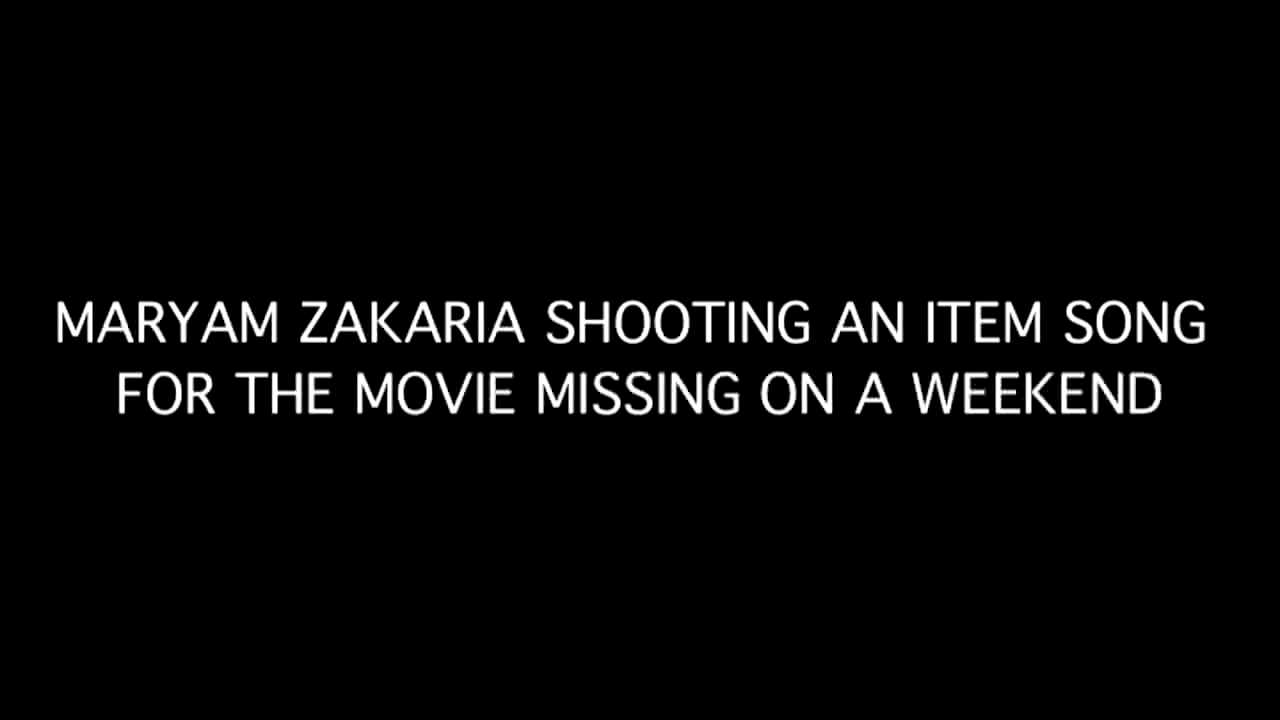 MARYAM ZAKARIA SHOOTING AN ITEM SONG
FOR THE MOVIE MISSING ON A WEEKEND